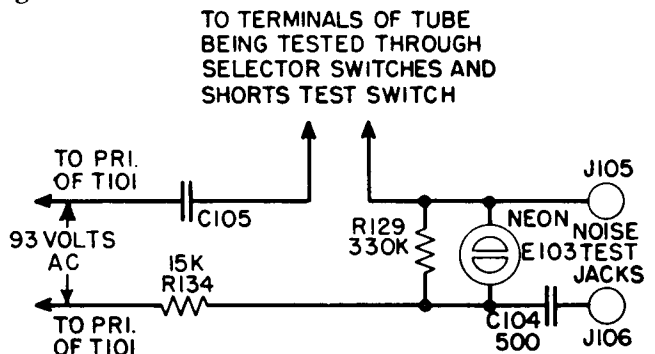 TO TERMINALS OF TUBE
BEING TESTED THROUGH
SELECTOR SWITCHES AND
SHORTS TEST SWITCH
TO PRI.
OF T101
C105
93 VOLTS
AC
15K
R134
TO PRI.
OF T101
R129
330K
NEON
E103
J105
NOISE
TEST
JACKS
C104
500
J106